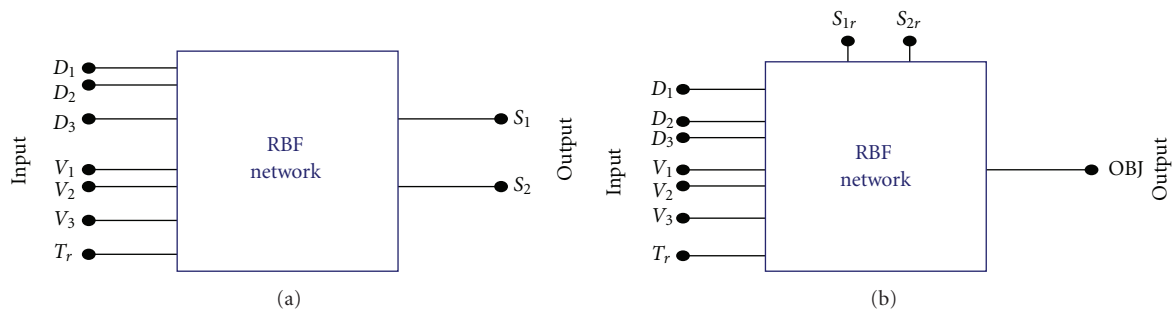 Input
D1
D2
D3
V1
V2
V3
Tr
RBF
network
S1
S2
Output
(a)
S1r
S2r
Input
D1
D2
D3
V1
V2
V3
Tr
RBF
network
OBJ
Output
(b)